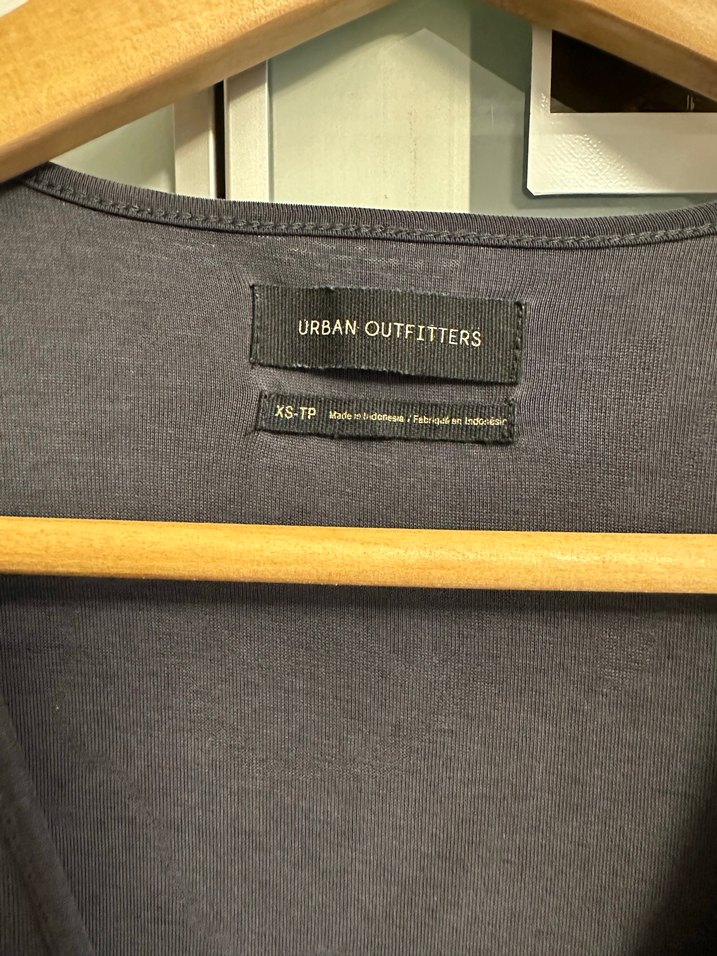 URBAN OUTFITTERS
XS-TP Made in Indonesia / Fabriqué en Indonésie